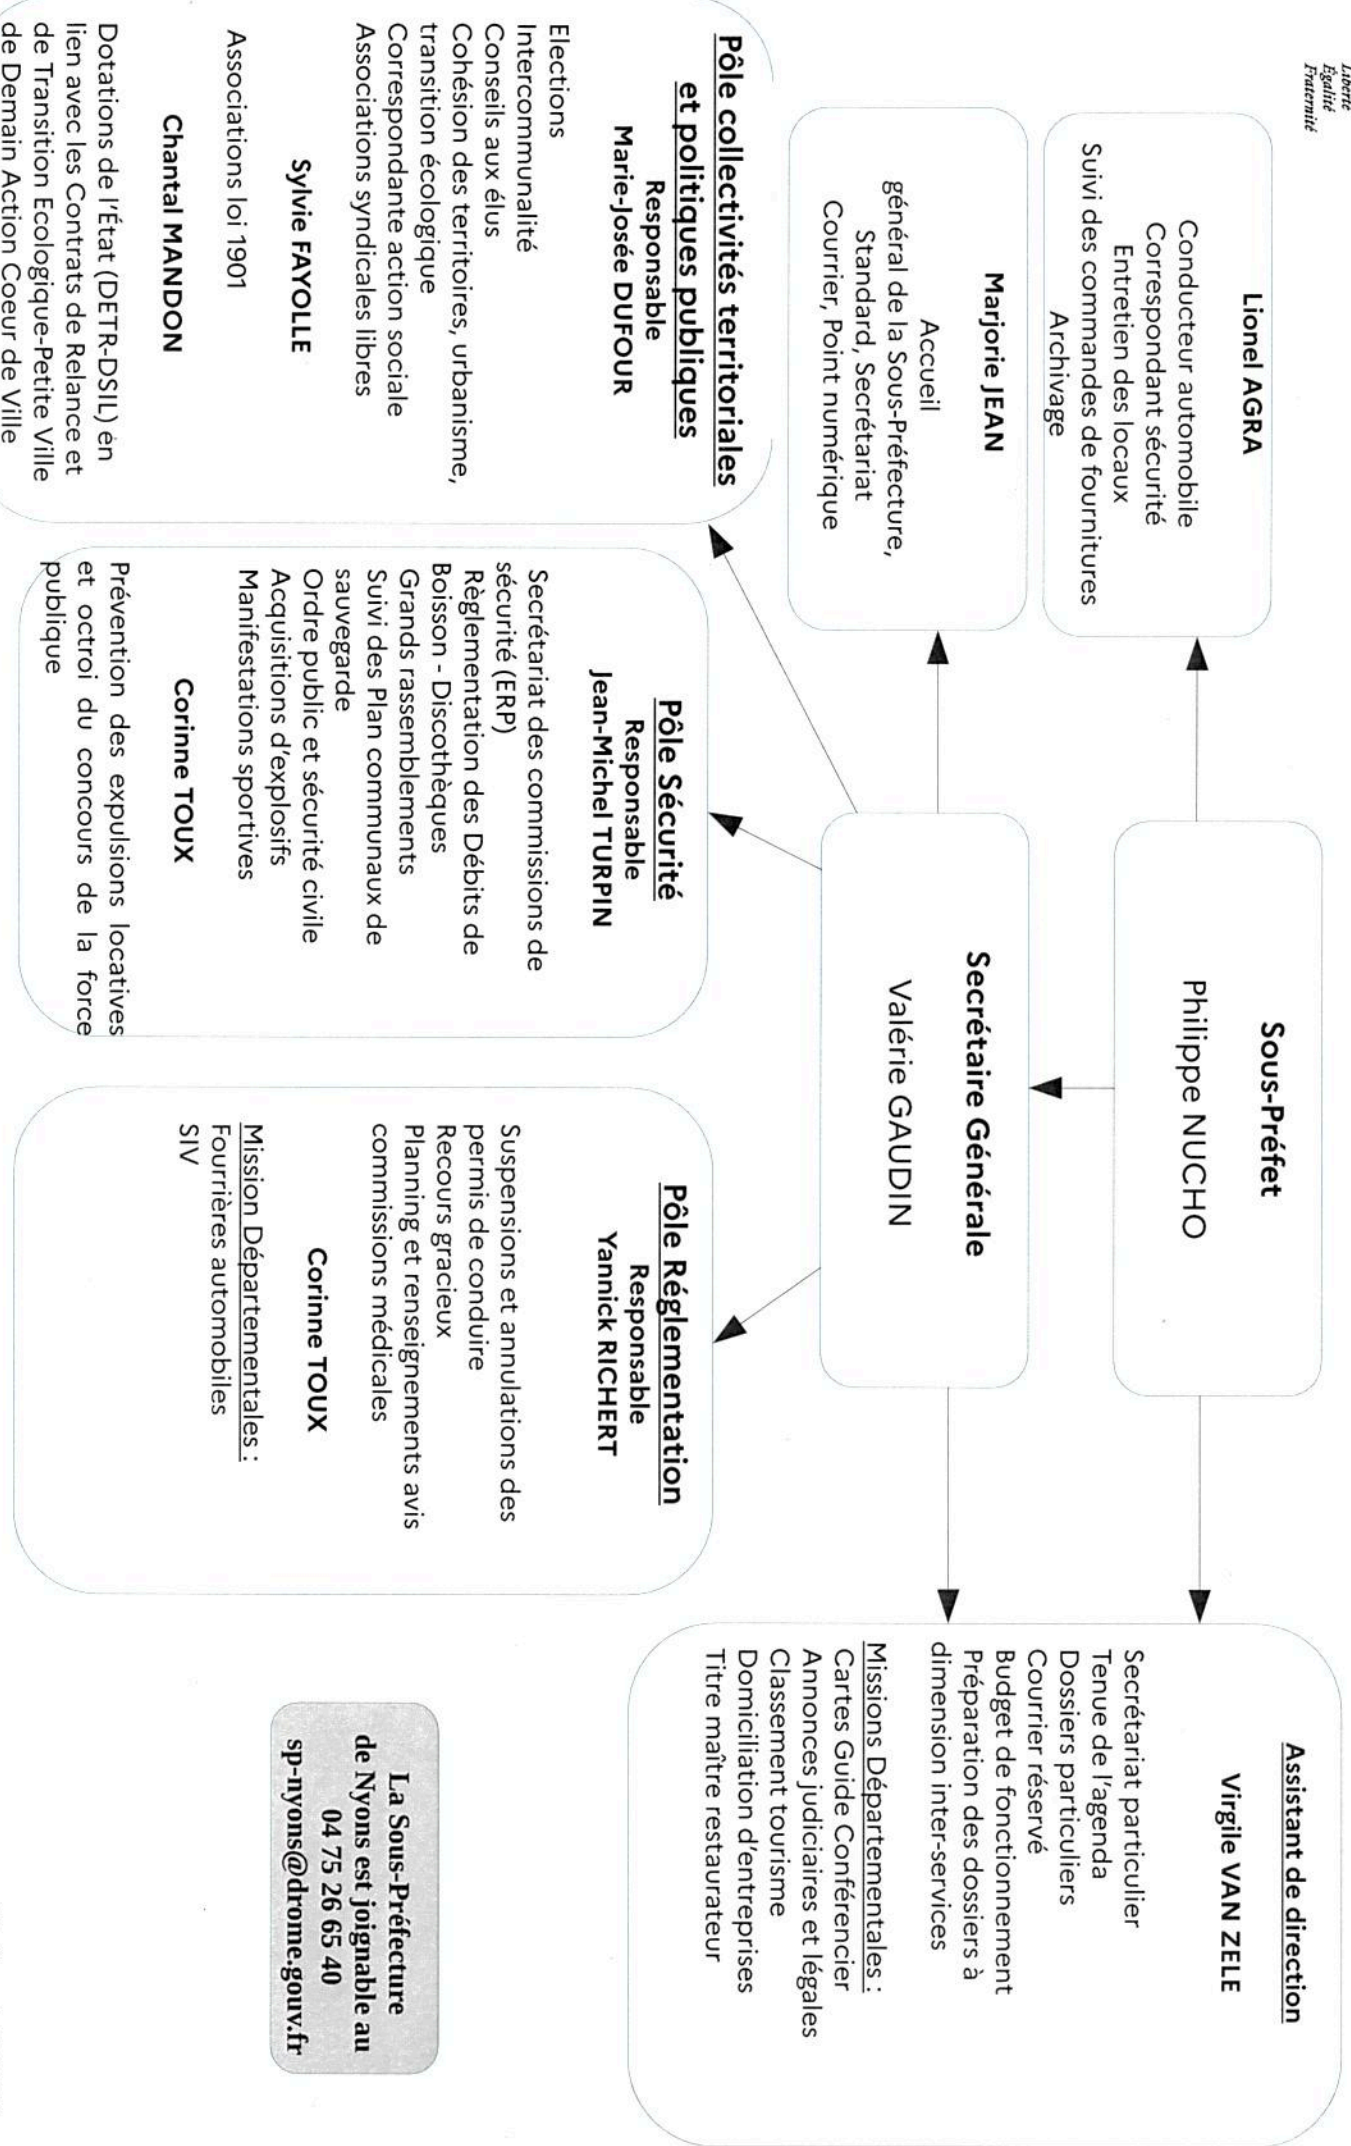 Liberté
Égalité
Fraternité
Sous-Préfet
Philippe NUCHO
Lionel AGRA
Conducteur automobile
Correspondant sécurité
Entretien des locaux
Suivi des commandes de fournitures
Archivage
Assistant de direction
Virgile VAN ZELE
Secrétariat particulier
Tenue de l'agenda
Dossiers particuliers
Courrier réservé
Budget de fonctionnement
Préparation des dossiers à
dimension inter-services
Missions Départementales :
Cartes Guide Conférencier
Annonces judiciaires et légales
Classement tourisme
Domiciliation d'entreprises
Titre maître restaurateur
Secrétaire Générale
Valérie GAUDIN
Marjorie JEAN
Accueil
général de la Sous-Préfecture,
Standard, Secrétariat
Courrier, Point numérique
Pôle collectivités territoriales
et politiques publiques
Responsable
Marie-Josée DUFOUR
Elections
Intercommunalité
Conseils aux élus
Cohésion des territoires, urbanisme,
transition écologique
Correspondante action sociale
Associations syndicales libres
Sylvie FAYOLLE
Associations loi 1901
Chantal MANDON
Dotations de l'État (DETR-DSIL) en
lien avec les Contrats de Relance et
de Transition Ecologique-Petite Ville
de Demain Action Coeur de Ville
Pôle Sécurité
Responsable
Jean-Michel TURPIN
Secrétariat des commissions de
sécurité (ERP)
Règlementation des Débits de
Boisson - Discothèques
Grands rassemblements
Suivi des Plan communaux de
sauvegarde
Ordre public et sécurité civile
Acquisitions d'explosifs
Manifestations sportives
Corinne TOUX
Prévention des expulsions locatives
et octroi du concours de la force
publique
Pôle Réglementation
Responsable
Yannick RICHERT
Suspensions et annulations des
permis de conduire
Recours gracieux
Planning et renseignements avis
commissions médicales
Corinne TOUX
Mission Départementales :
Fourrières automobiles
SIV
La Sous-Préfecture
de Nyons est joignable au
04 75 26 65 40
sp-nyons@drome.gouv.fr